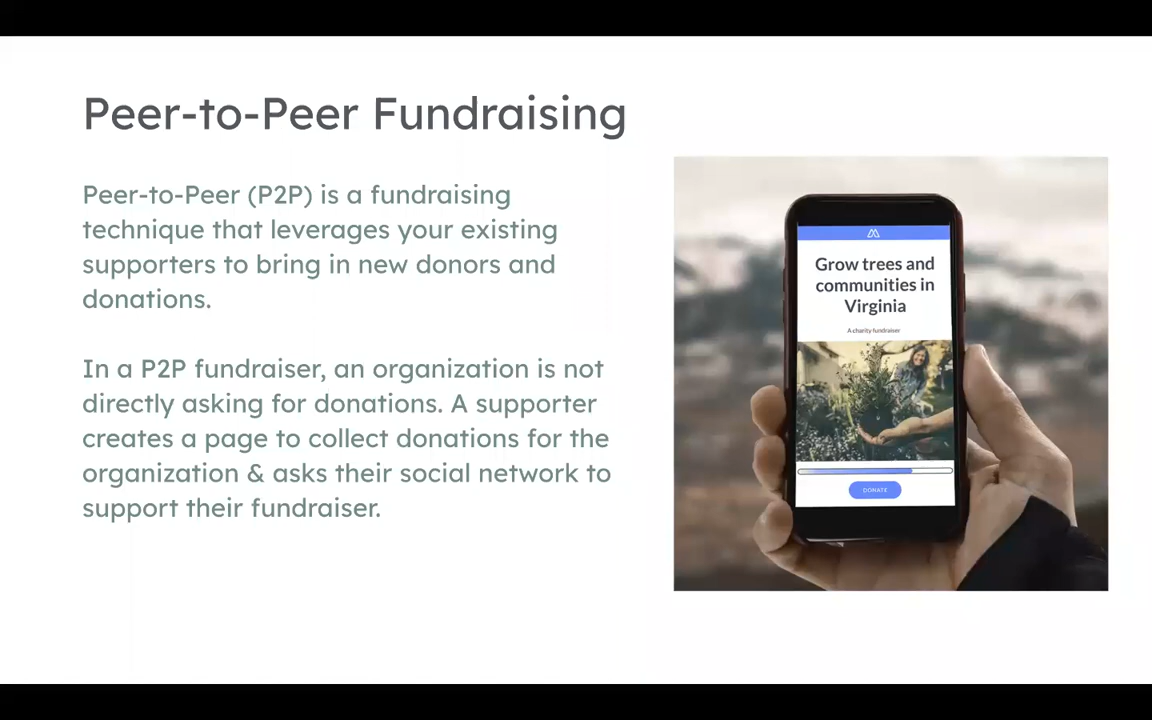 Peer-to-Peer Fundraising
Peer-to-Peer (P2P) is a fundraising
technique that leverages your existing
supporters to bring in new donors and
donations.
In a P2P fundraiser, an organization is not
directly asking for donations. A supporter
creates a page to collect donations for the
organization & asks their social network to
support their fundraiser.
Grow trees and
communities in
Virginia
A charity fundraiser
DONATE